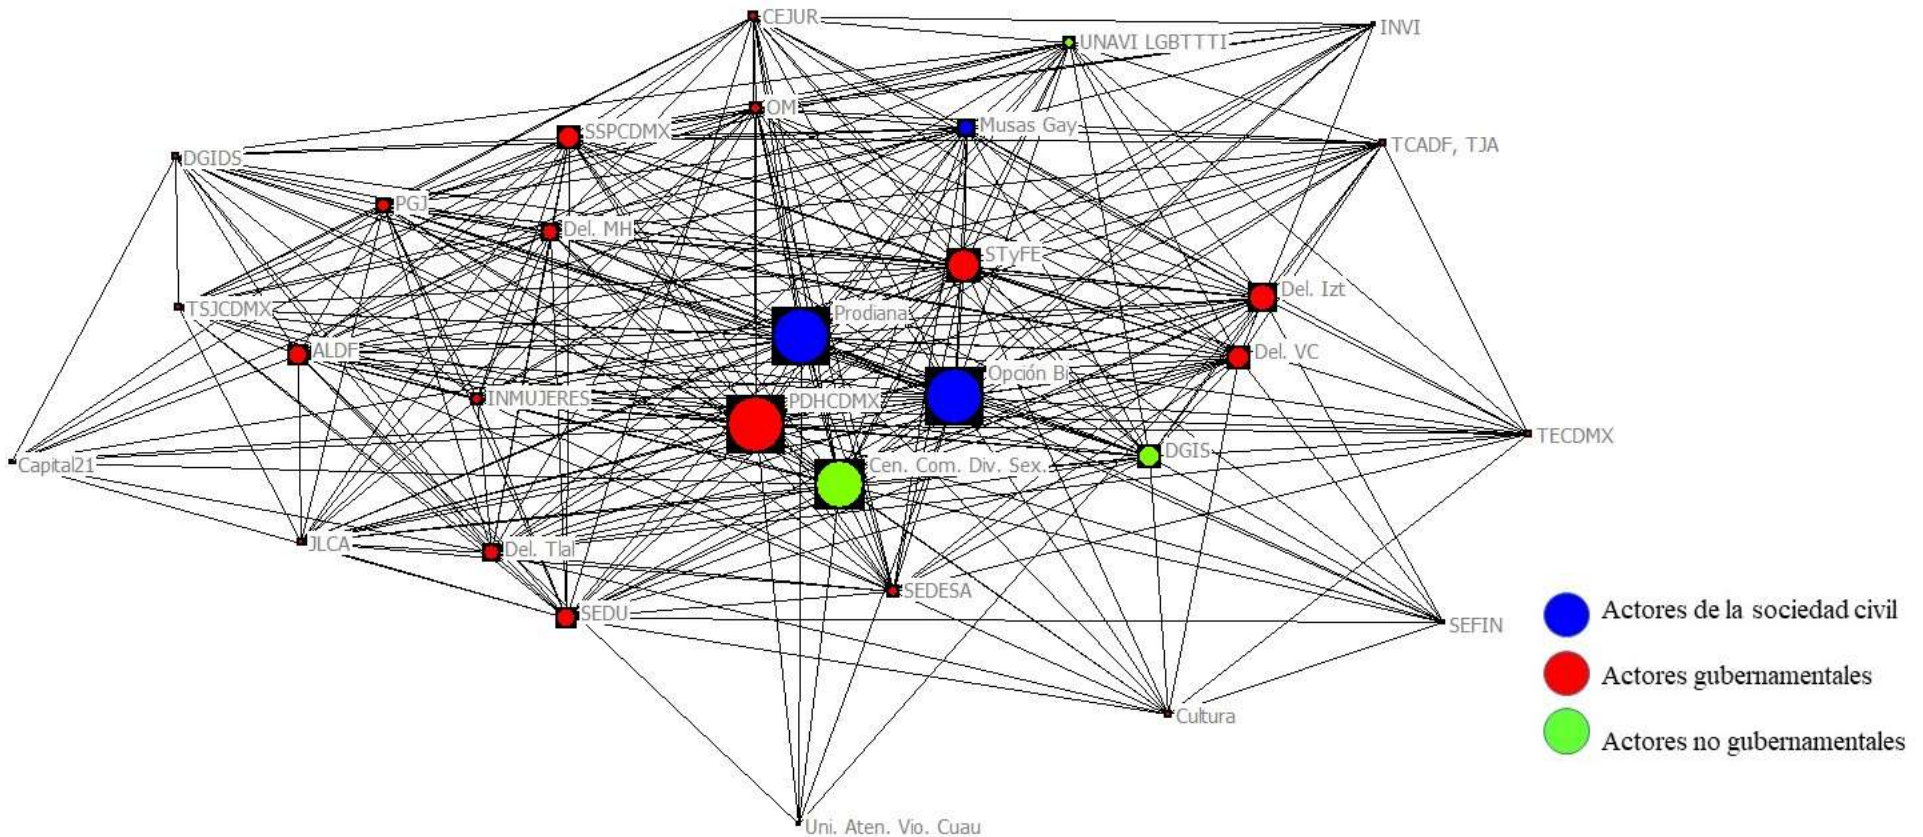 CEJUR
INVI
UNAVI LGBTTTI
OM
Musas Gay
SSPCDMX
TCADF, TJA
DGIDS
PGJ
Del. MH
STyFE
Del. Izt
TSJCDMX
Prodiana
ALDF
Del. VC
Opción Bi
INMUJERES
PDHCDMX
TECDMX
DGIS
Capital21
Cen. Com. Div. Sex.
JLCA
Del. Tlal
SEDESA
SEDU
SEFIN
Cultura
Uni. Aten. Vio. Cuau
Actores de la sociedad civil
Actores gubernamentales
Actores no gubernamentales